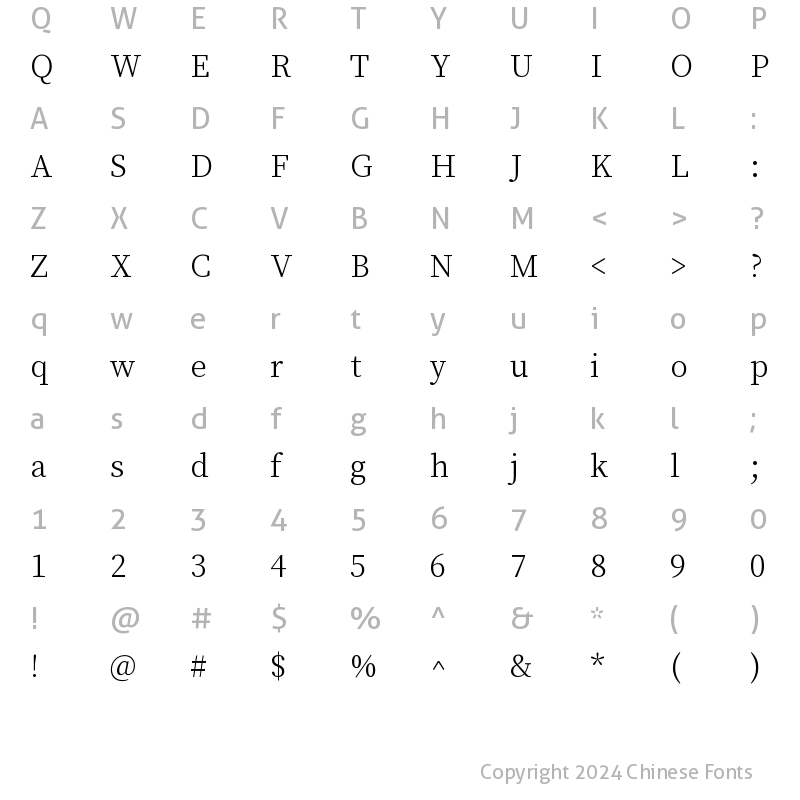 Q W E R T Y U I O P
Q W E R T Y U I O P
A S D F G H J K L :
A S D F G H J K L :
Z X C V B N M < > ?
Z X C V B N M < > ?
q w e r t y u i o p
q w e r t y u i o p
a s d f g h j k l ;
a s d f g h j k l ;
1 2 3 4 5 6 7 8 9 0
1 2 3 4 5 6 7 8 9 0
! @ # $ % ^ & * ( )
! @ # $ % ^ & * ( )
Copyright 2024 Chinese Fonts